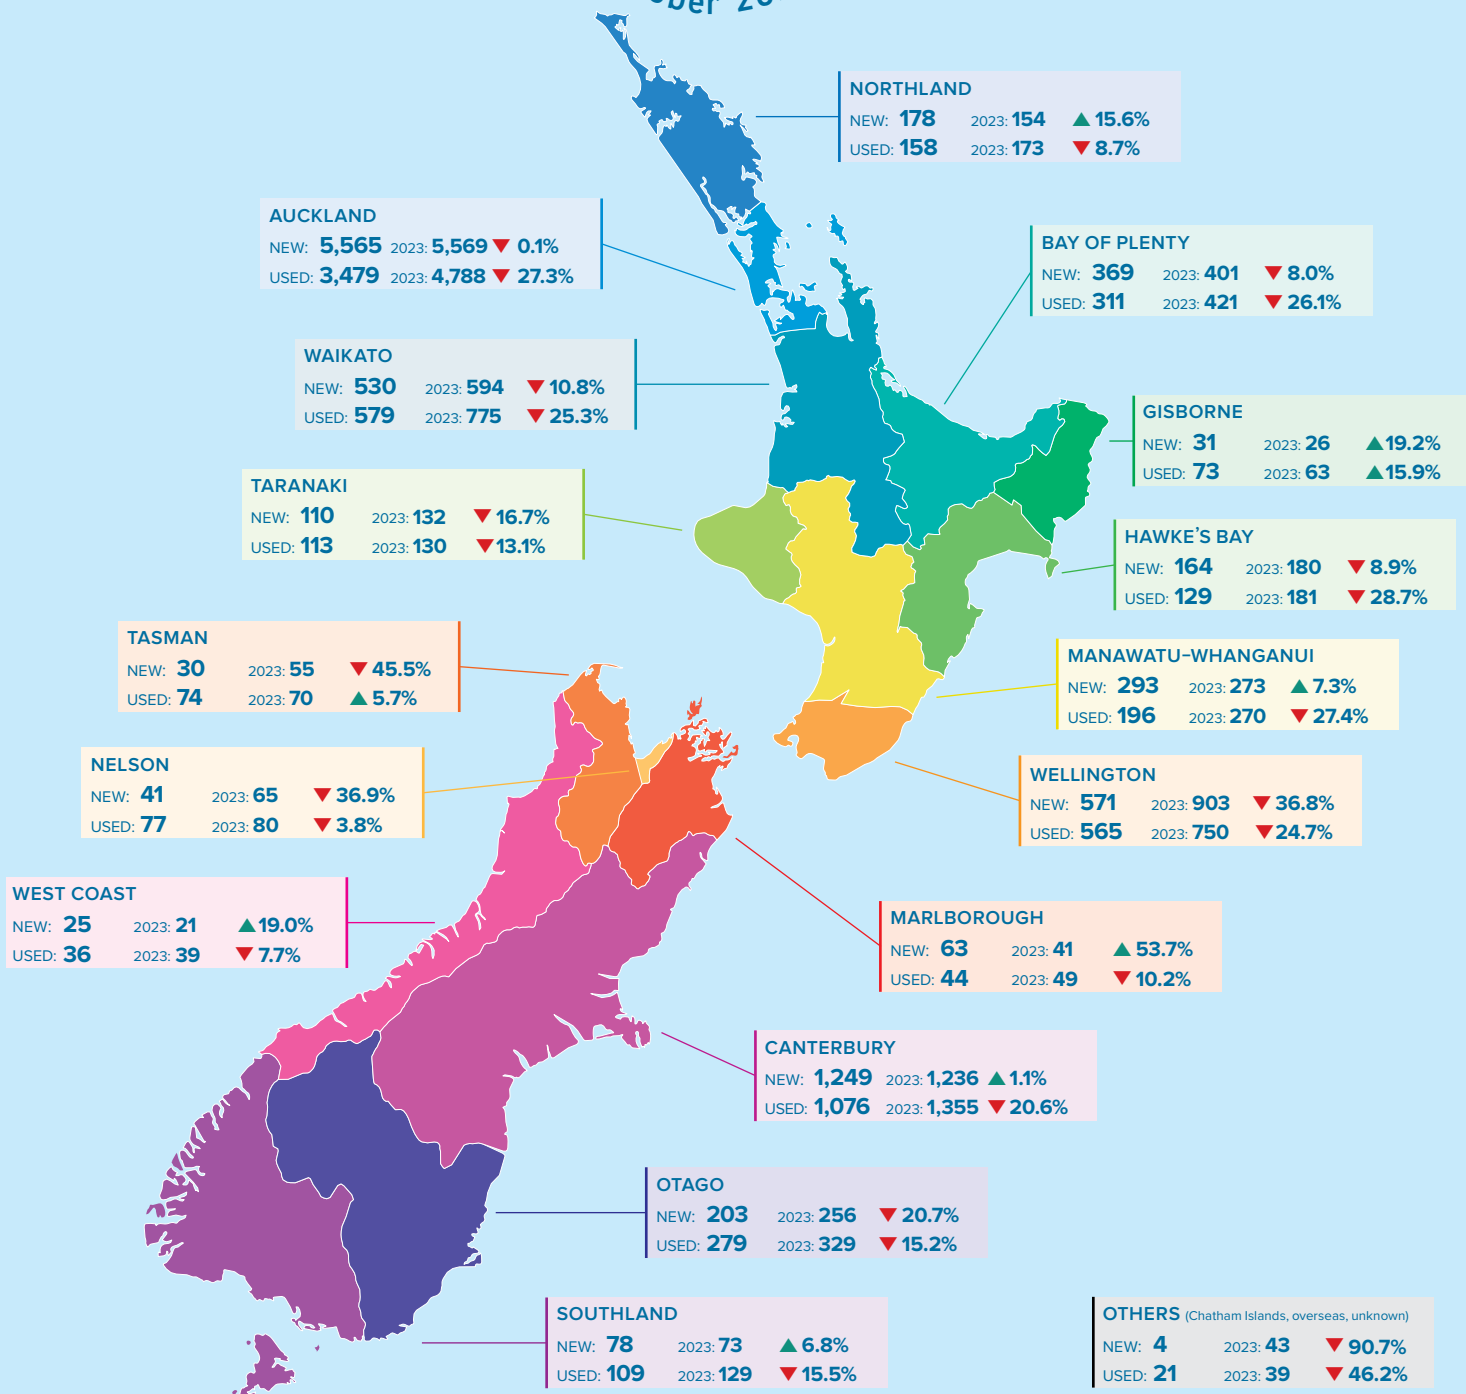 NORTHLAND
NEW: 178 2023: 154 ▲ 15.6%
USED: 158 2023: 173 ▼ 8.7%
AUCKLAND
NEW: 5,565 2023: 5,569 ▼ 0.1%
USED: 3,479 2023: 4,788 ▼ 27.3%
BAY OF PLENTY
NEW: 369 2023: 401 ▼ 8.0%
USED: 311 2023: 421 ▼ 26.1%
WAIKATO
NEW: 530 2023: 594 ▼ 10.8%
USED: 579 2023: 775 ▼ 25.3%
GISBORNE
NEW: 31 2023: 26 ▲ 19.2%
USED: 73 2023: 63 ▲ 15.9%
TARANAKI
NEW: 110 2023: 132 ▼ 16.7%
USED: 113 2023: 130 ▼ 13.1%
HAWKE'S BAY
NEW: 164 2023: 180 ▼ 8.9%
USED: 129 2023: 181 ▼ 28.7%
TASMAN
NEW: 30 2023: 55 ▼ 45.5%
USED: 74 2023: 70 ▲ 5.7%
MANAWATU-WHANGANUI
NEW: 293 2023: 273 ▲ 7.3%
USED: 196 2023: 270 ▼ 27.4%
NELSON
NEW: 41 2023: 65 ▼ 36.9%
USED: 77 2023: 80 ▼ 3.8%
WELLINGTON
NEW: 571 2023: 903 ▼ 36.8%
USED: 565 2023: 750 ▼ 24.7%
WEST COAST
NEW: 25 2023: 21 ▲ 19.0%
USED: 36 2023: 39 ▼ 7.7%
MARLBOROUGH
NEW: 63 2023: 41 ▲ 53.7%
USED: 44 2023: 49 ▼ 10.2%
CANTERBURY
NEW: 1,249 2023: 1,236 ▲ 1.1%
USED: 1,076 2023: 1,355 ▼ 20.6%
OTAGO
NEW: 203 2023: 256 ▼ 20.7%
USED: 279 2023: 329 ▼ 15.2%
SOUTHLAND
NEW: 78 2023: 73 ▲ 6.8%
USED: 109 2023: 129 ▼ 15.5%
OTHERS (Chatham Islands, overseas, unknown)
NEW: 4 2023: 43 ▼ 90.7%
USED: 21 2023: 39 ▼ 46.2%